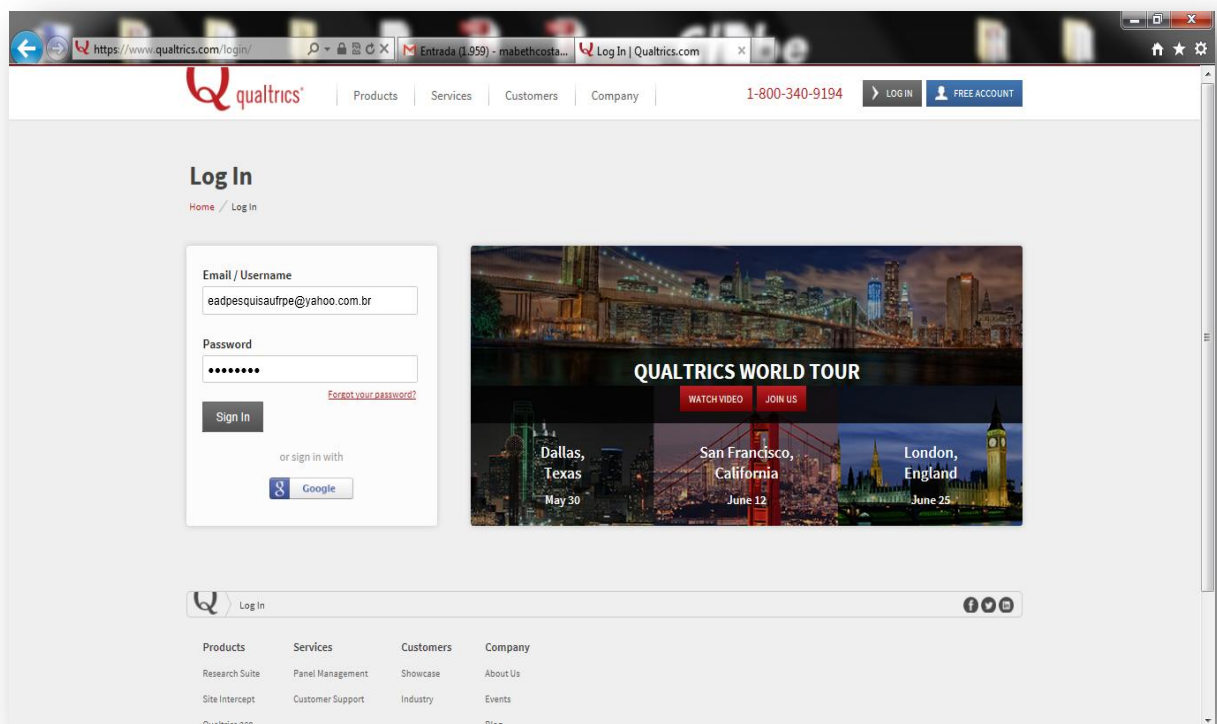 https://www.qualtrics.com/login/
Entrada (1.959) - mabethcosta...
Log In | Qualtrics.com
qualtrics
Products
Services
Customers
Company
1-800-340-9194
LOG IN
FREE ACCOUNT
Log In
Home / Log In
Email / Username
eadpesquisaufrpe@yahoo.com.br
Password
Forgot your password?
Sign In
or sign in with
Google
QUALTRICS WORLD TOUR
WATCH VIDEO
JOIN US
Dallas,
Texas
May 30
San Francisco,
California
June 12
London,
England
June 25
Log In
Products
Services
Customers
Company
Research Suite
Panel Management
Showcase
About Us
Site Intercept
Customer Support
Industry
Events